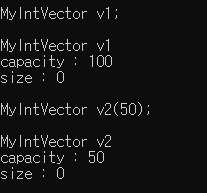 MyIntVector v1;
MyIntVector v1
capacity : 100
size : 0
MyIntVector v2(50);
MyIntVector v2
capacity : 50
size : 0